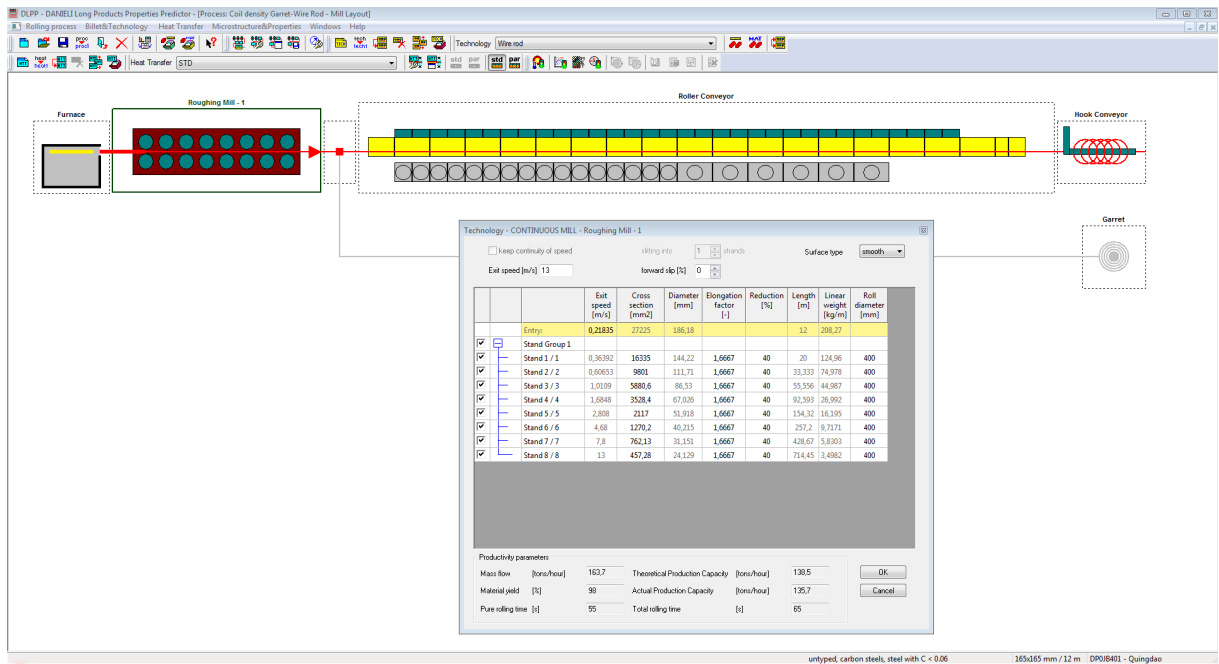 DLPP - DANIELI Long Products Properties Predictor - [Process: Coil density Garret-Wire Rod - Mill Layout]
Rolling process Billet&Technology Heat Transfer Microstructure&Properties Windows Help
Technology Wire rod
Heat Transfer STD
std par std par
Roller Conveyor
Roughing Mill - 1
Furnace
Hook Conveyor
Garret
Technology - CONTINUOUS MILL - Roughing Mill - 1
keep continuity of speed slitting into 1 strands Surface type smooth
Exit speed [m/s] 13 forward slip [%] 0
Exit speed [m/s] Cross section [mm2] Diameter [mm] Elongation factor [-] Reduction [%] Length [m] Linear weight [kg/m] Roll diameter [mm]
Entry: 0,21835 27225 186,18 12 208,27
Stand Group 1
Stand 1 / 1 0,36392 16335 144,22 1,6667 40 20 124,96 400
Stand 2 / 2 0,60653 9801 111,71 1,6667 40 33,333 74,978 400
Stand 3 / 3 1,0109 5880,6 86,53 1,6667 40 55,556 44,987 400
Stand 4 / 4 1,6848 3528,4 67,026 1,6667 40 92,593 26,992 400
Stand 5 / 5 2,808 2117 51,918 1,6667 40 154,32 16,195 400
Stand 6 / 6 4,68 1270,2 40,215 1,6667 40 257,2 9,7171 400
Stand 7 / 7 7,8 762,13 31,151 1,6667 40 428,67 5,8303 400
Stand 8 / 8 13 457,28 24,129 1,6667 40 714,45 3,4982 400
Productivity parameters
Mass flow [tons/hour] 163,7 Theoretical Production Capacity [tons/hour] 138,5 OK
Material yield [%] 98 Actual Production Capacity [tons/hour] 135,7 Cancel
Pure rolling time [s] 55 Total rolling time [s] 65
untyped, carbon steels, steel with C < 0.06 165x165 mm / 12 m DP0JB401 - Quingdao